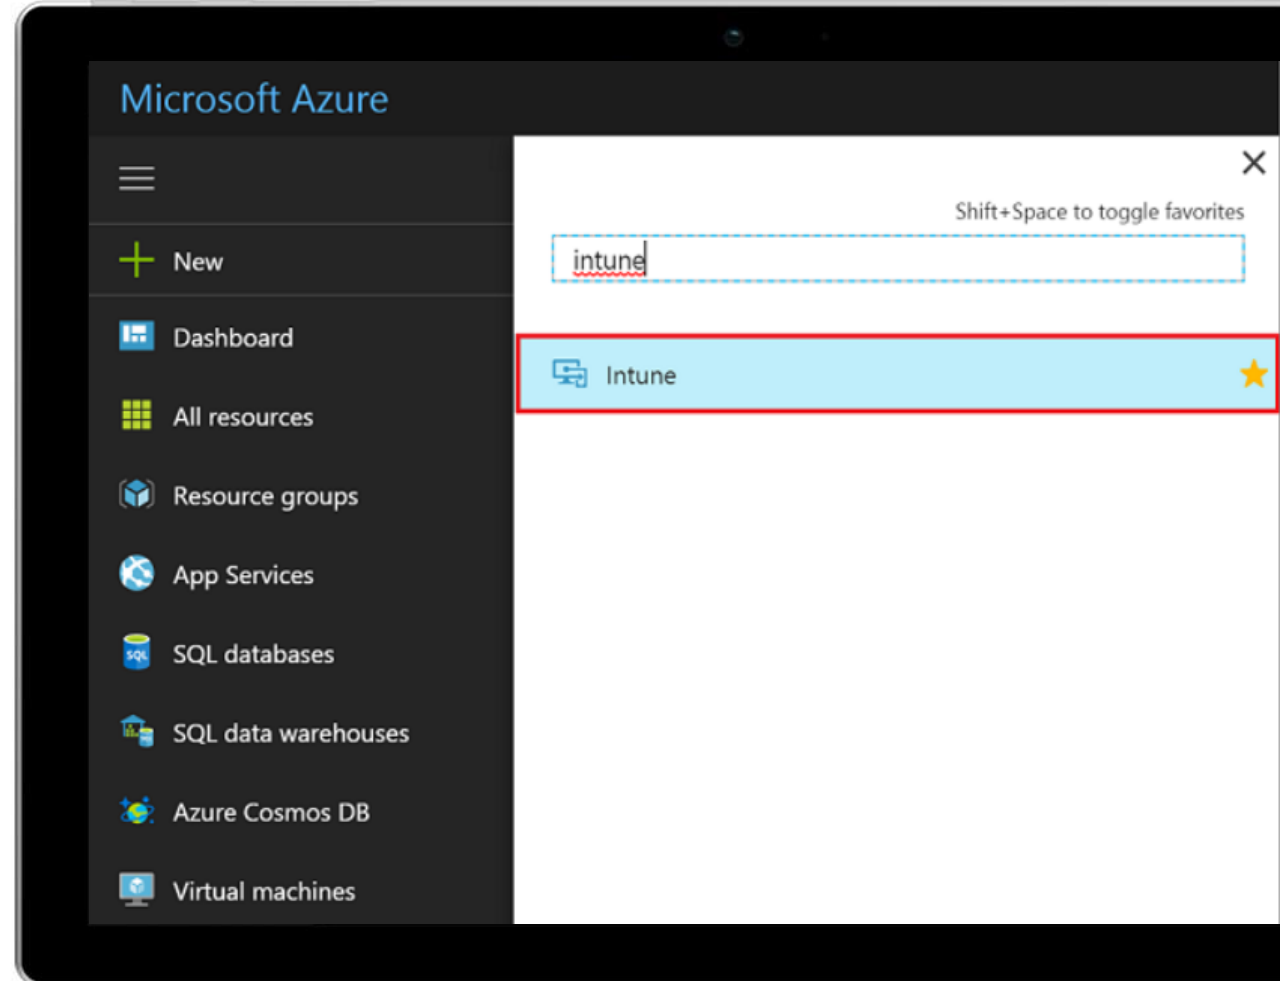 Microsoft Azure
Shift+Space to toggle favorites
New
intune
Dashboard
Intune
All resources
Resource groups
App Services
SQL
SQL databases
SQL data warehouses
Azure Cosmos DB
Virtual machines